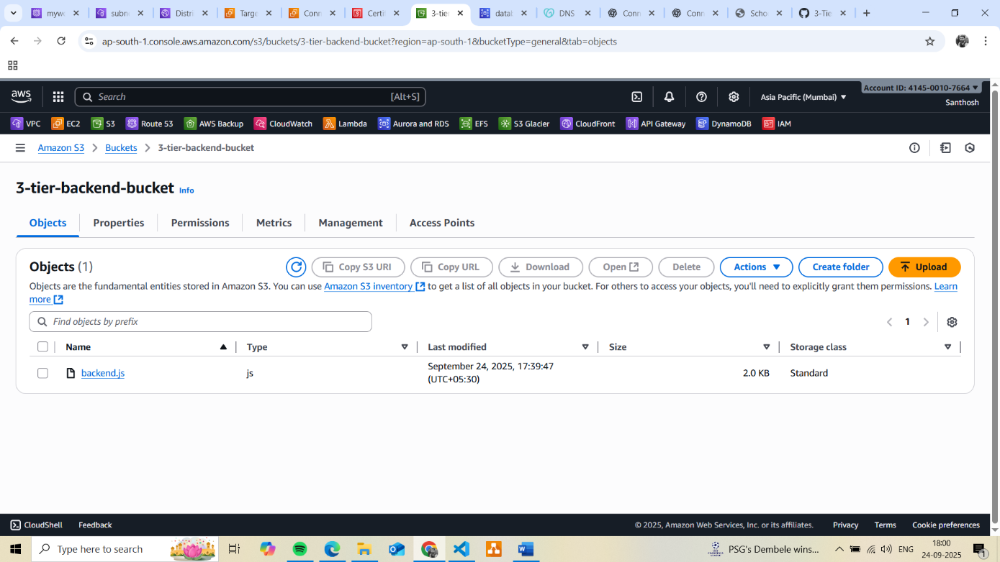 mywe
subne
Distri
Targe
Conn
Certif
3-tier
datab
DNS
Conn
Conn
Scho
3-Tie
ap-south-1.console.aws.amazon.com/s3/buckets/3-tier-backend-bucket?region=ap-south-1&bucketType=general&tab=objects
aws
Search
[Alt+S]
Asia Pacific (Mumbai)
Account ID: 4145-0010-7664
Santhosh
VPC
EC2
S3
Route 53
AWS Backup
CloudWatch
Lambda
Aurora and RDS
EFS
S3 Glacier
CloudFront
API Gateway
DynamoDB
IAM
Amazon S3
Buckets
3-tier-backend-bucket
3-tier-backend-bucket Info
Objects
Properties
Permissions
Metrics
Management
Access Points
Objects (1)
Copy S3 URI
Copy URL
Download
Open
Delete
Actions
Create folder
Upload
Objects are the fundamental entities stored in Amazon S3. You can use Amazon S3 inventory to get a list of all objects in your bucket. For others to access your objects, you'll need to explicitly grant them permissions. Learn
more
Find objects by prefix
1
Name
Type
Last modified
Size
Storage class
backend.js
js
September 24, 2025, 17:39:47
(UTC+05:30)
2.0 KB
Standard
CloudShell
Feedback
© 2025, Amazon Web Services, Inc. or its affiliates.
Privacy
Terms
Cookie preferences
Type here to search
PSG's Dembele wins...
ENG
18:00
24-09-2025
1